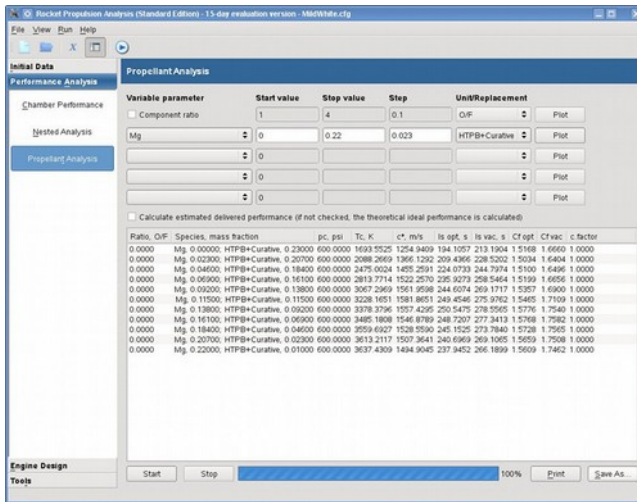 Rocket Propulsion Analysis (Standard Edition) - 15-day evaluation version - MildWhite.cfg
File View Run Help
X
Initial Data
Performance Analysis
Chamber Performance
Nested Analysis
Propellant Analysis
Engine Design
Tools
Propellant Analysis
Variable parameter Start value Stop value Step Unit/Replacement
Component ratio 1 4 0.1 O/F Plot
Mg 0 0.22 0.023 HTPB+Curative Plot
0 Plot
0 Plot
0 Plot
Calculate estimated delivered performance (if not checked, the theoretical ideal performance is calculated)
Ratio, O/F Species, mass fraction pc, psi Tc, K c*, m/s Is opt, s Is vac, s Cf opt Cf vac c.factor
0.0000 Mg, 0.00000; HTPB+Curative, 0.23000 600.0000 1693.5525 1254.9409 194.1057 213.1904 1.5168 1.6660 1.0000
0.0000 Mg, 0.02300; HTPB+Curative, 0.20700 600.0000 2088.2669 1366.1292 209.4366 228.5502 1.5034 1.6404 1.0000
0.0000 Mg, 0.04600; HTPB+Curative, 0.18400 600.0000 2475.0024 1455.2591 224.0733 244.7974 1.5100 1.6496 1.0000
0.0000 Mg, 0.06900; HTPB+Curative, 0.16100 600.0000 2813.7714 1522.2570 235.9273 258.5464 1.5199 1.6656 1.0000
0.0000 Mg, 0.09200; HTPB+Curative, 0.13800 600.0000 3067.2969 1561.9598 244.6074 269.1717 1.5357 1.6900 1.0000
0.0000 Mg, 0.11500; HTPB+Curative, 0.11500 600.0000 3228.1651 1581.8651 249.4546 275.9762 1.5465 1.7109 1.0000
0.0000 Mg, 0.13800; HTPB+Curative, 0.09200 600.0000 3378.3796 1557.4295 250.5475 278.5565 1.5776 1.7540 1.0000
0.0000 Mg, 0.16100; HTPB+Curative, 0.06900 600.0000 3485.1808 1546.8789 248.7207 277.3413 1.5768 1.7582 1.0000
0.0000 Mg, 0.18400; HTPB+Curative, 0.04600 600.0000 3559.6927 1528.5590 245.1525 273.7840 1.5728 1.7565 1.0000
0.0000 Mg, 0.20700; HTPB+Curative, 0.02300 600.0000 3613.2117 1507.3641 240.6969 269.1065 1.5659 1.7508 1.0000
0.0000 Mg, 0.22000; HTPB+Curative, 0.01000 600.0000 3637.4309 1494.9045 237.9452 266.1899 1.5609 1.7462 1.0000
Start Stop 100% Print Save As...